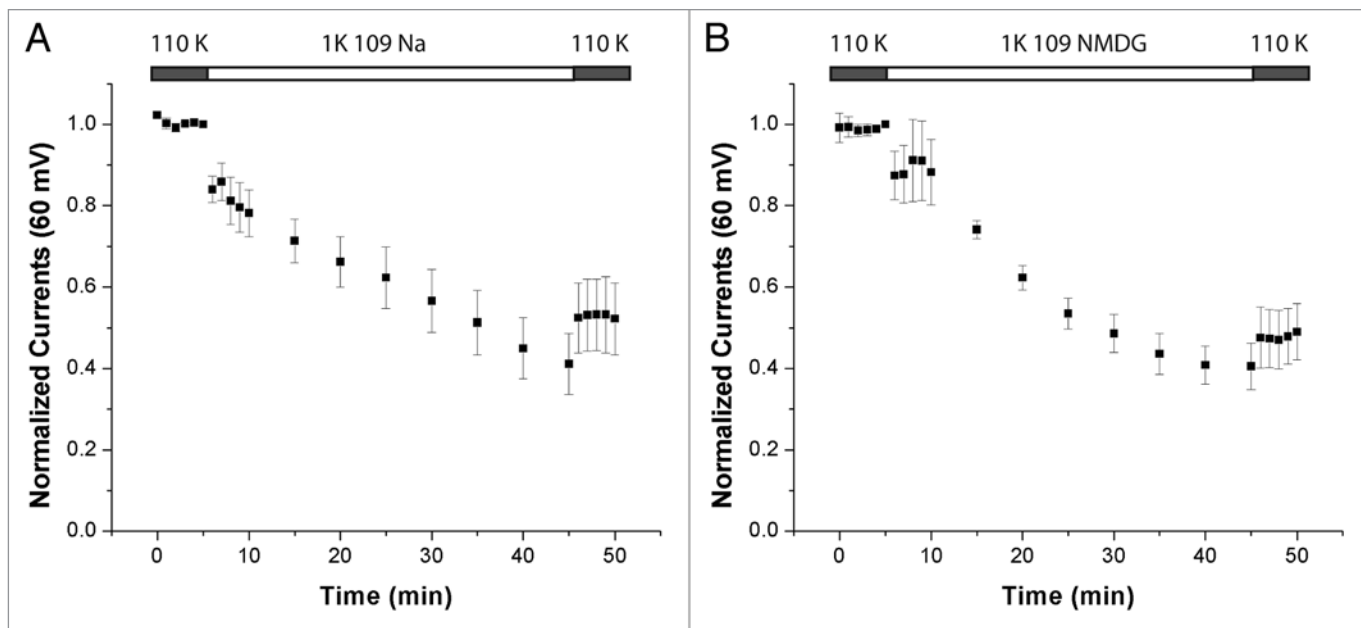 A
110 K 1K 109 Na 110 K
Normalized Currents (60 mV)
1.0
0.8
0.6
0.4
0.2
0.0
0 10 20 30 40 50
Time (min)
B
110 K 1K 109 NMDG 110 K
Normalized Currents (60 mV)
1.0
0.8
0.6
0.4
0.2
0.0
0 10 20 30 40 50
Time (min)